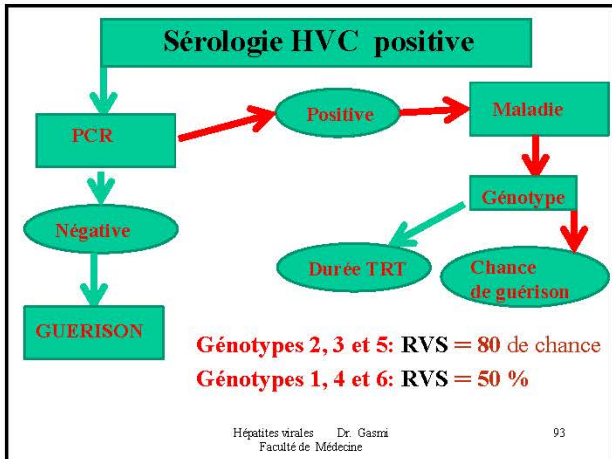 Sérologie HVC positive
PCR
Positive
Maladie
Négative
Génotype
Durée TRT
Chance
de guérison
GUERISON
Génotypes 2, 3 et 5: RVS = 80 de chance
Génotypes 1, 4 et 6: RVS = 50 %
Hépatites virales Dr. Gasmi
Faculté de Médecine
93